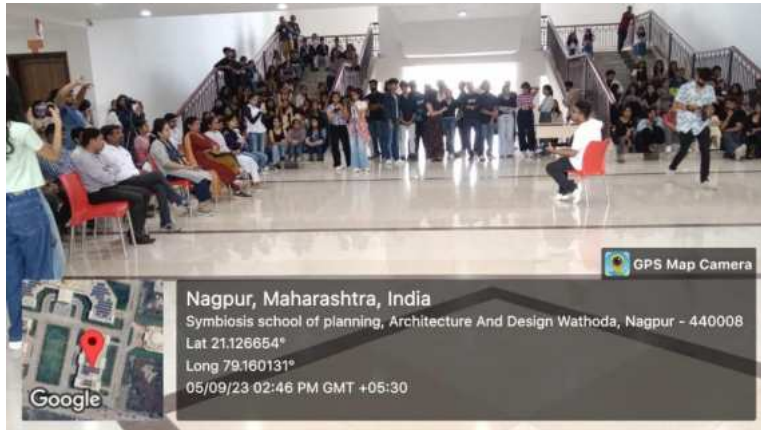 GPS Map Camera
Nagpur, Maharashtra, India
Symbiosis school of planning, Architecture And Design Wathoda, Nagpur - 440008
Lat 21.126654°
Long 79.160131°
05/09/23 02:46 PM GMT +05:30
Google